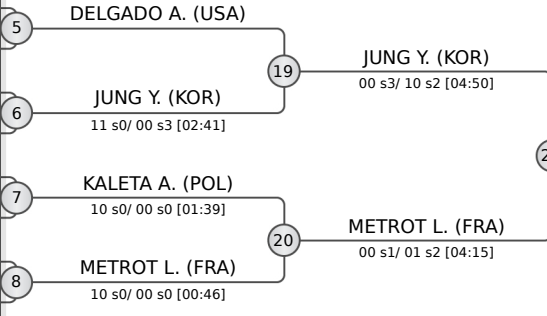 DELGADO A. (USA)
5
19
JUNG Y. (KOR)
00 s3/ 10 s2 [04:50]
JUNG Y. (KOR)
6
11 s0/ 00 s3 [02:41]
KALETA A. (POL)
7
10 s0/ 00 s0 [01:39]
20
METROT L. (FRA)
00 s1/ 01 s2 [04:15]
METROT L. (FRA)
8
10 s0/ 00 s0 [00:46]